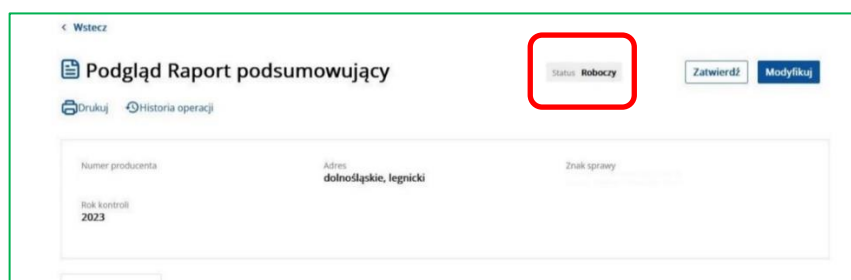 < Wstecz
Podgląd Raport podsumowujący
Status Roboczy
Zatwierdź
Modyfikuj
Drukuj
Historia operacji
Numer producenta
Adres
Znak sprawy
dolnośląskie, legnicki
Rok kontroli
2023